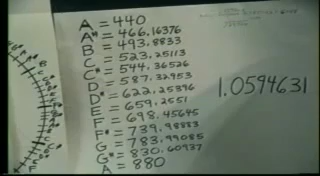 A = 440
A# = 466.16376
B = 493.8833
C = 523.25113
C# = 544.36526
D = 587.32953
D# = 622.25396
E = 659.2551
F = 698.45645
F# = 739.98883
G = 783.99085
G# = 830.60937
A = 880
1.0594631